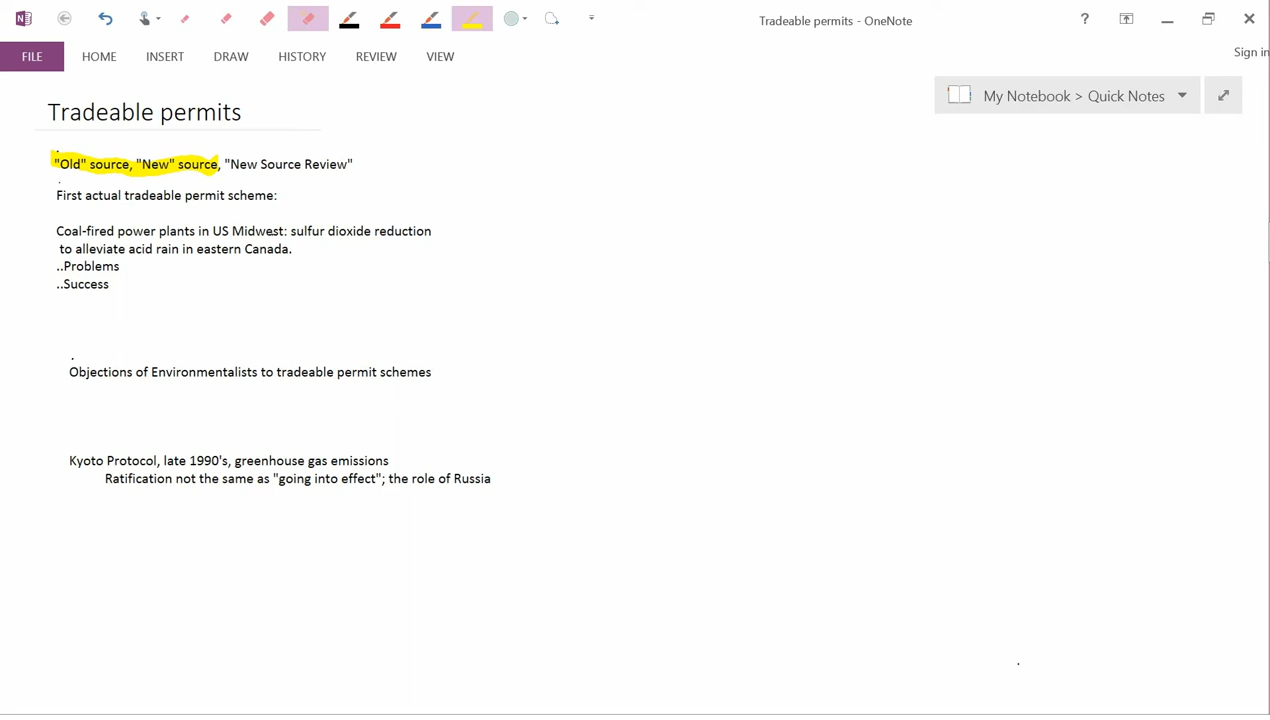 Tradeable permits - OneNote
?
Sign in
FILE HOME INSERT DRAW HISTORY REVIEW VIEW
My Notebook > Quick Notes
Tradeable permits
"Old" source, "New" source, "New Source Review"
First actual tradeable permit scheme:
Coal-fired power plants in US Midwest: sulfur dioxide reduction
to alleviate acid rain in eastern Canada.
..Problems
..Success
Objections of Environmentalists to tradeable permit schemes
Kyoto Protocol, late 1990's, greenhouse gas emissions
Ratification not the same as "going into effect"; the role of Russia